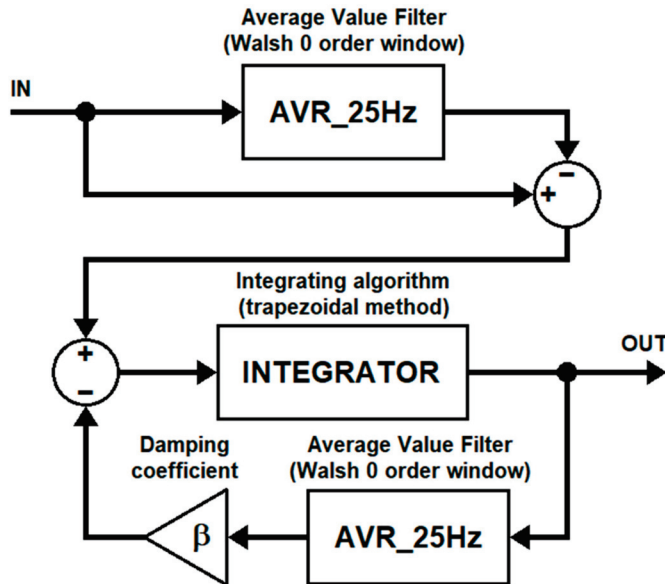 Average Value Filter
(Walsh 0 order window)
IN
AVR_25Hz
−
+
Integrating algorithm
(trapezoidal method)
+
−
INTEGRATOR
OUT
Damping
coefficient
Average Value Filter
(Walsh 0 order window)
β
AVR_25Hz